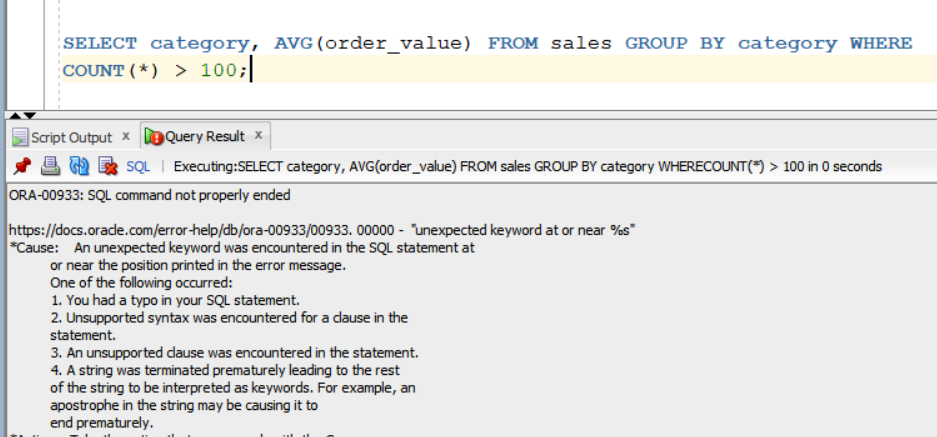 SELECT category, AVG(order_value) FROM sales GROUP BY category WHERE
COUNT(*) > 100;
Script Output x Query Result x
SQL | Executing:SELECT category, AVG(order_value) FROM sales GROUP BY category WHERECOUNT(*) > 100 in 0 seconds
ORA-00933: SQL command not properly ended
https://docs.oracle.com/error-help/db/ora-00933/00933. 00000 - "unexpected keyword at or near %s"
*Cause: An unexpected keyword was encountered in the SQL statement at
or near the position printed in the error message.
One of the following occurred:
1. You had a typo in your SQL statement.
2. Unsupported syntax was encountered for a clause in the
statement.
3. An unsupported clause was encountered in the statement.
4. A string was terminated prematurely leading to the rest
of the string to be interpreted as keywords. For example, an
apostrophe in the string may be causing it to
end prematurely.